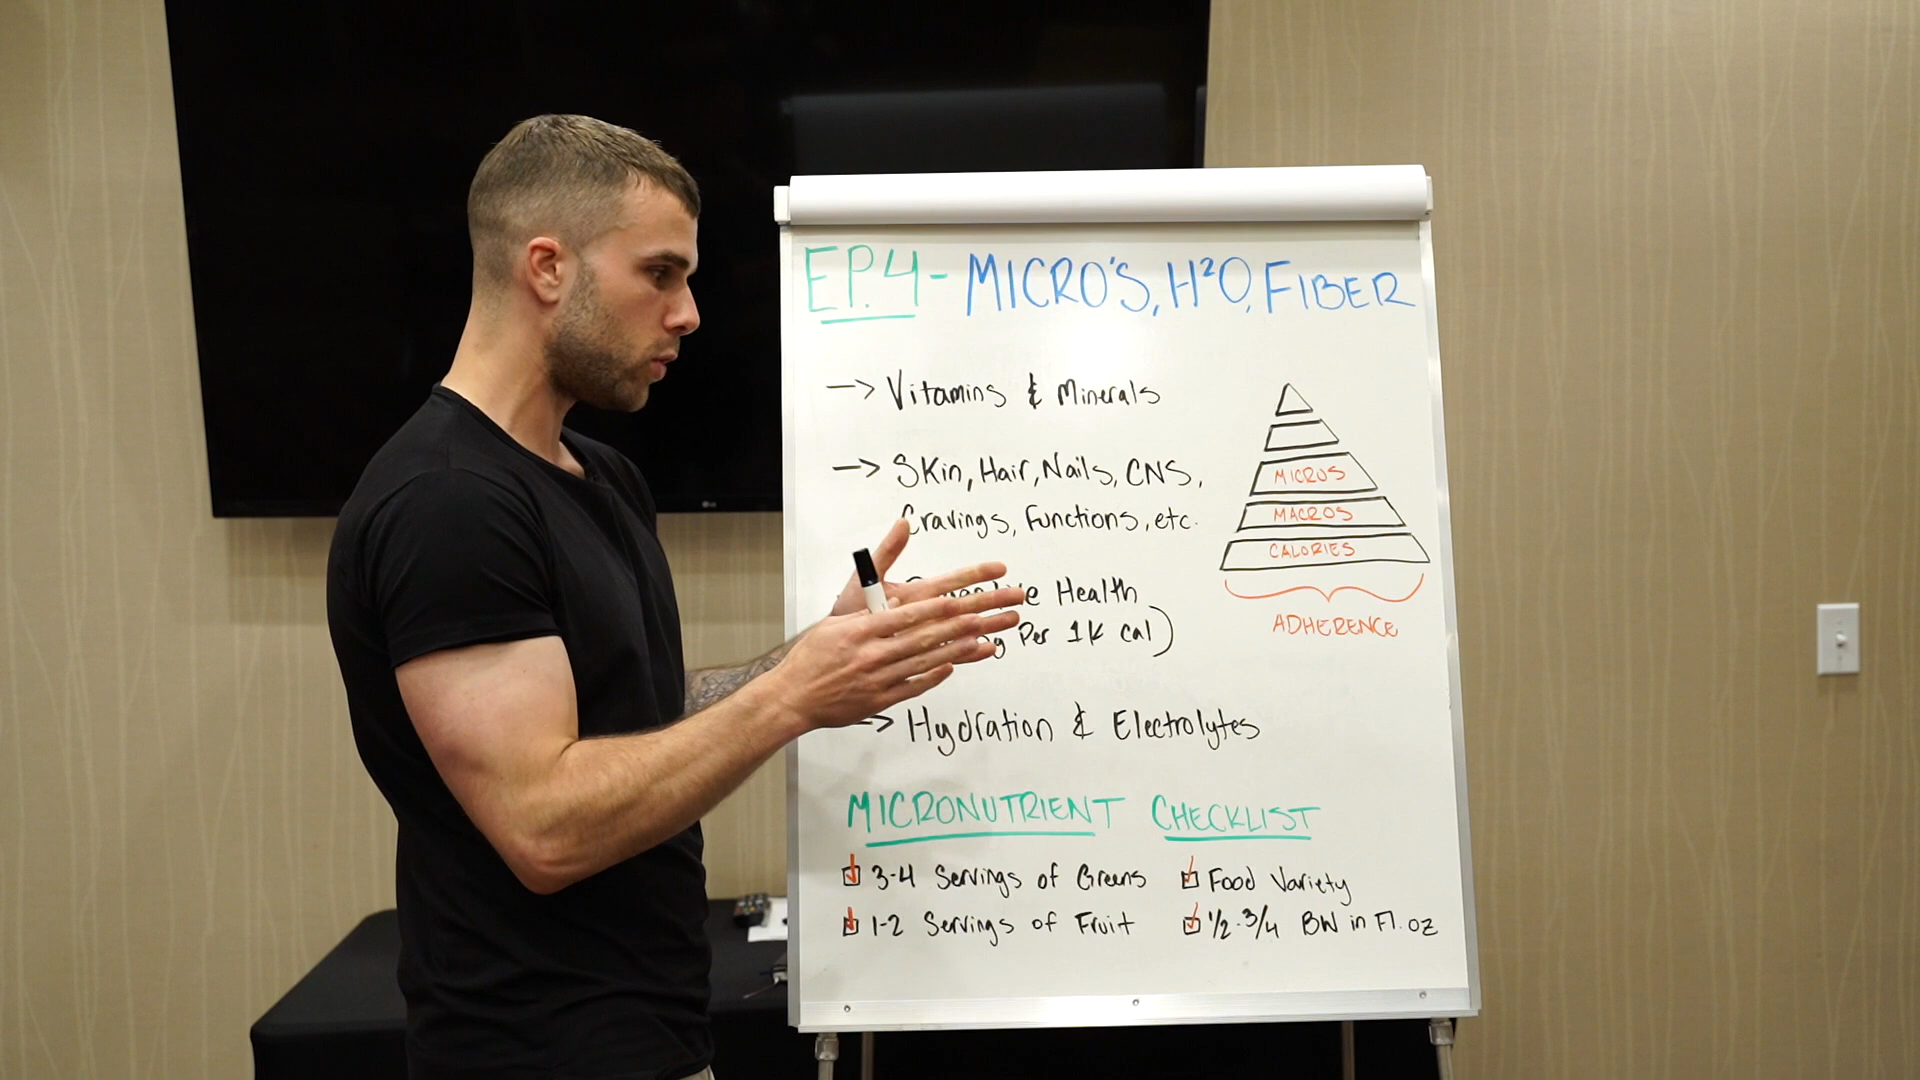 EP.4 - MICRO'S, H²O, FIBER
→ Vitamins & Minerals
→ Skin, Hair, Nails, CNS,
Cravings, Functions, etc.
Health
Per 1k cal)
→ Hydration & Electrolytes
MICROS
MACROS
CALORIES
ADHERENCE
MICRONUTRIENT CHECKLIST
3-4 Servings of Greens
1-2 Servings of Fruit
Food Variety
1/2-3/4 BW in Fl. oz
LG